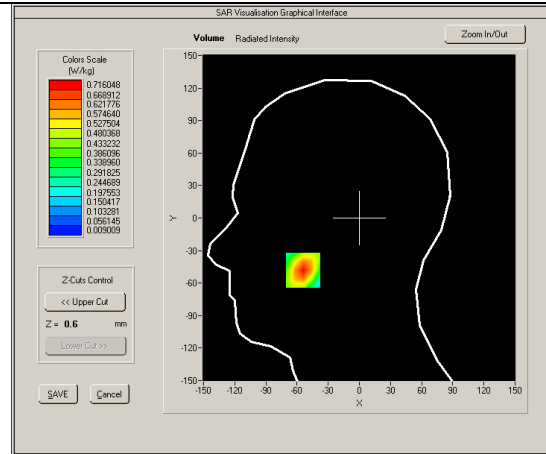 SAR Visualisation Graphical Interface
Volume Radiated Intensity
Zoom In/Out
Colors Scale
(W/kg)
0.716048
0.668912
0.621776
0.574640
0.527504
0.480368
0.433232
0.386096
0.338960
0.291825
0.244689
0.197553
0.150417
0.103281
0.056145
0.009009
Z-Cuts Control
<< Upper Cut
Z = 0.6 mm
Lower Cut >>
SAVE Cancel
150
120
90
60
30
0
-30
-60
-90
-120
-150
Y
-150 -120 -90 -60 -30 0 30 60 90 120 150
X